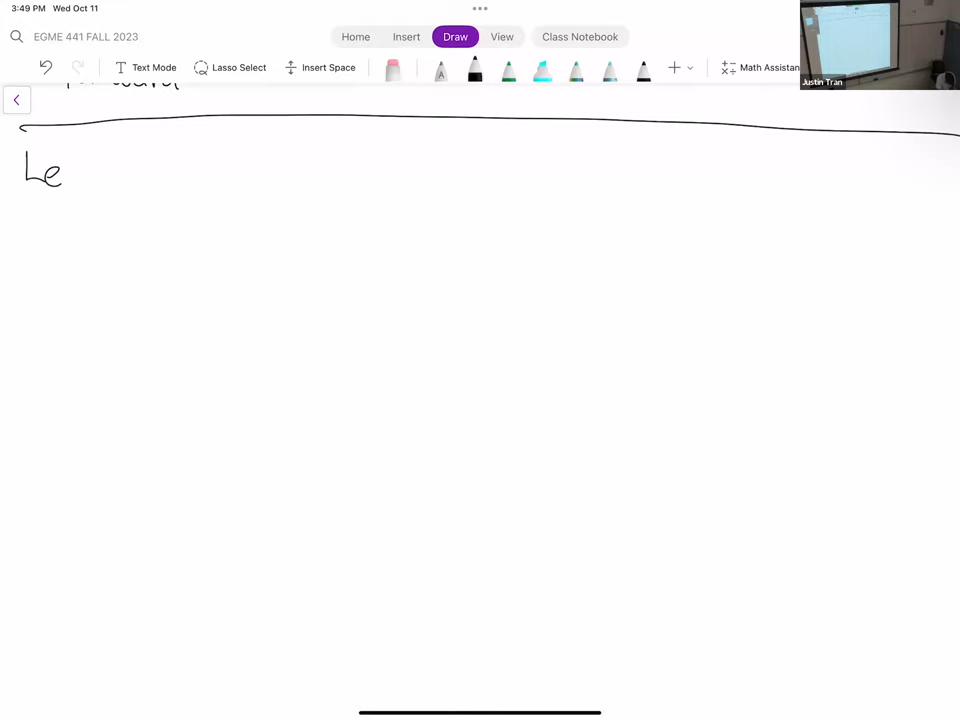 3:49 PM Wed Oct 11
EGME 441 FALL 2023
Home Insert Draw View Class Notebook
Text Mode Lasso Select Insert Space A Math Assistan
Justin Tran
Le